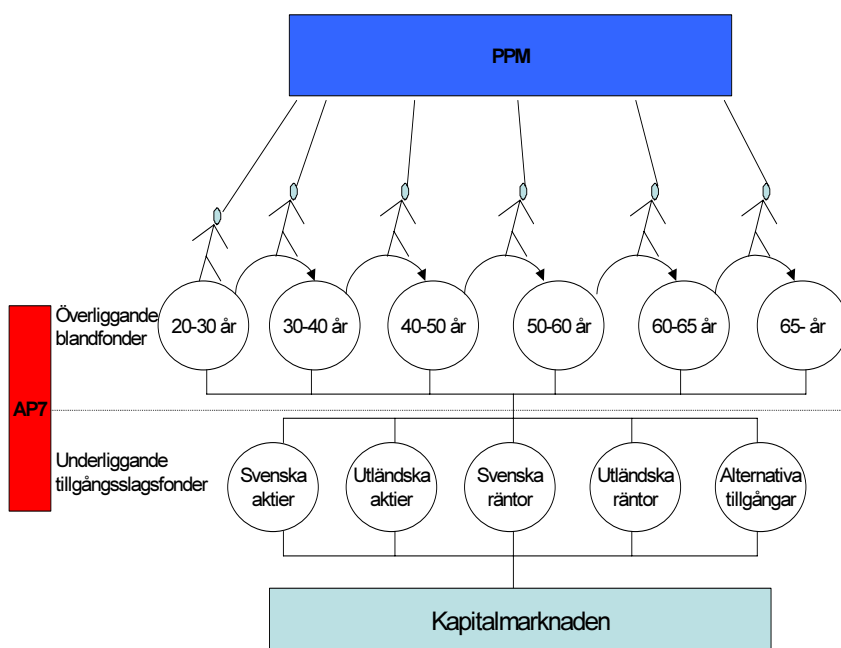 PPM
Överliggande
blandfonder
20-30 år
30-40 år
40-50 år
50-60 år
60-65 år
65- år
AP7
Underliggande
tillgångsslagsfonder
Svenska
aktier
Utländska
aktier
Svenska
räntor
Utländska
räntor
Alternativa
tillgångar
Kapitalmarknaden